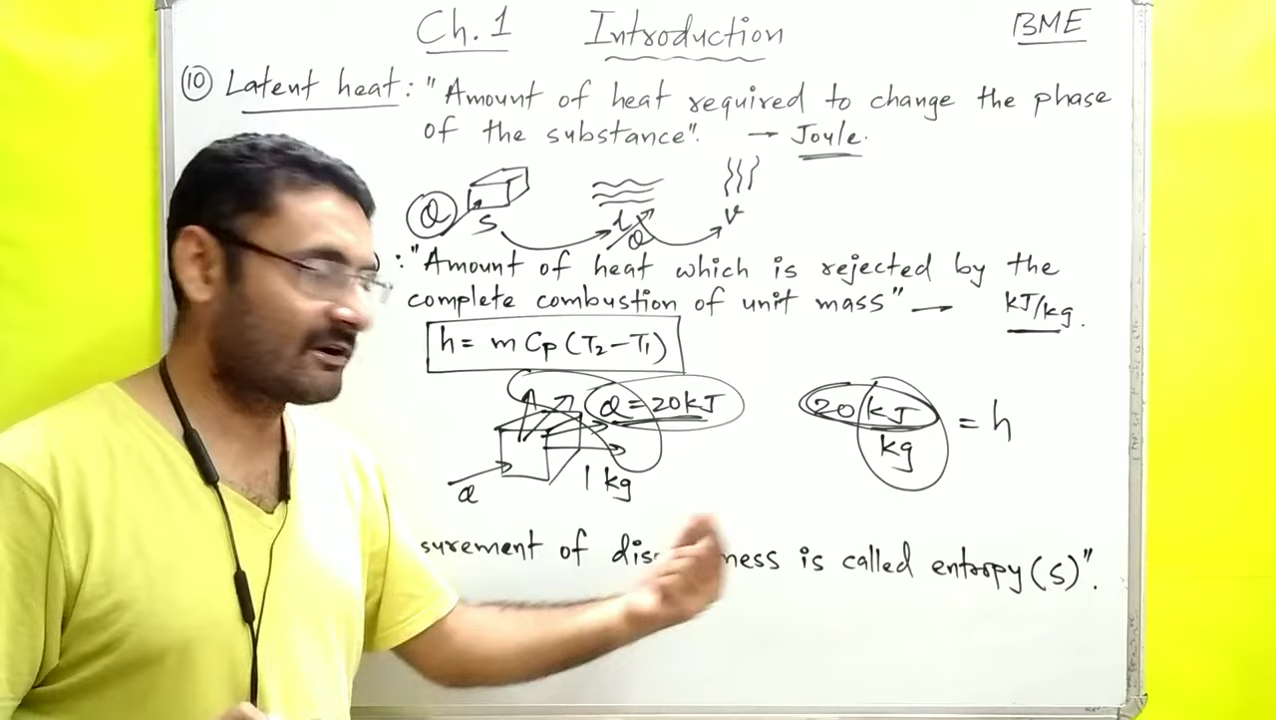 Ch. 1 Introduction BME
⑩ Latent heat : "Amount of heat required to change the phase
of the substance". → Joule.
Q S l Q v
: "Amount of heat which is rejected by the
complete combustion of unit mass" — kJ/kg.
h = m Cp (T₂ – T₁)
Q = 20 kJ
20 kJ/kg = h
Q 1 kg
surement of dis ness is called entropy (S)".